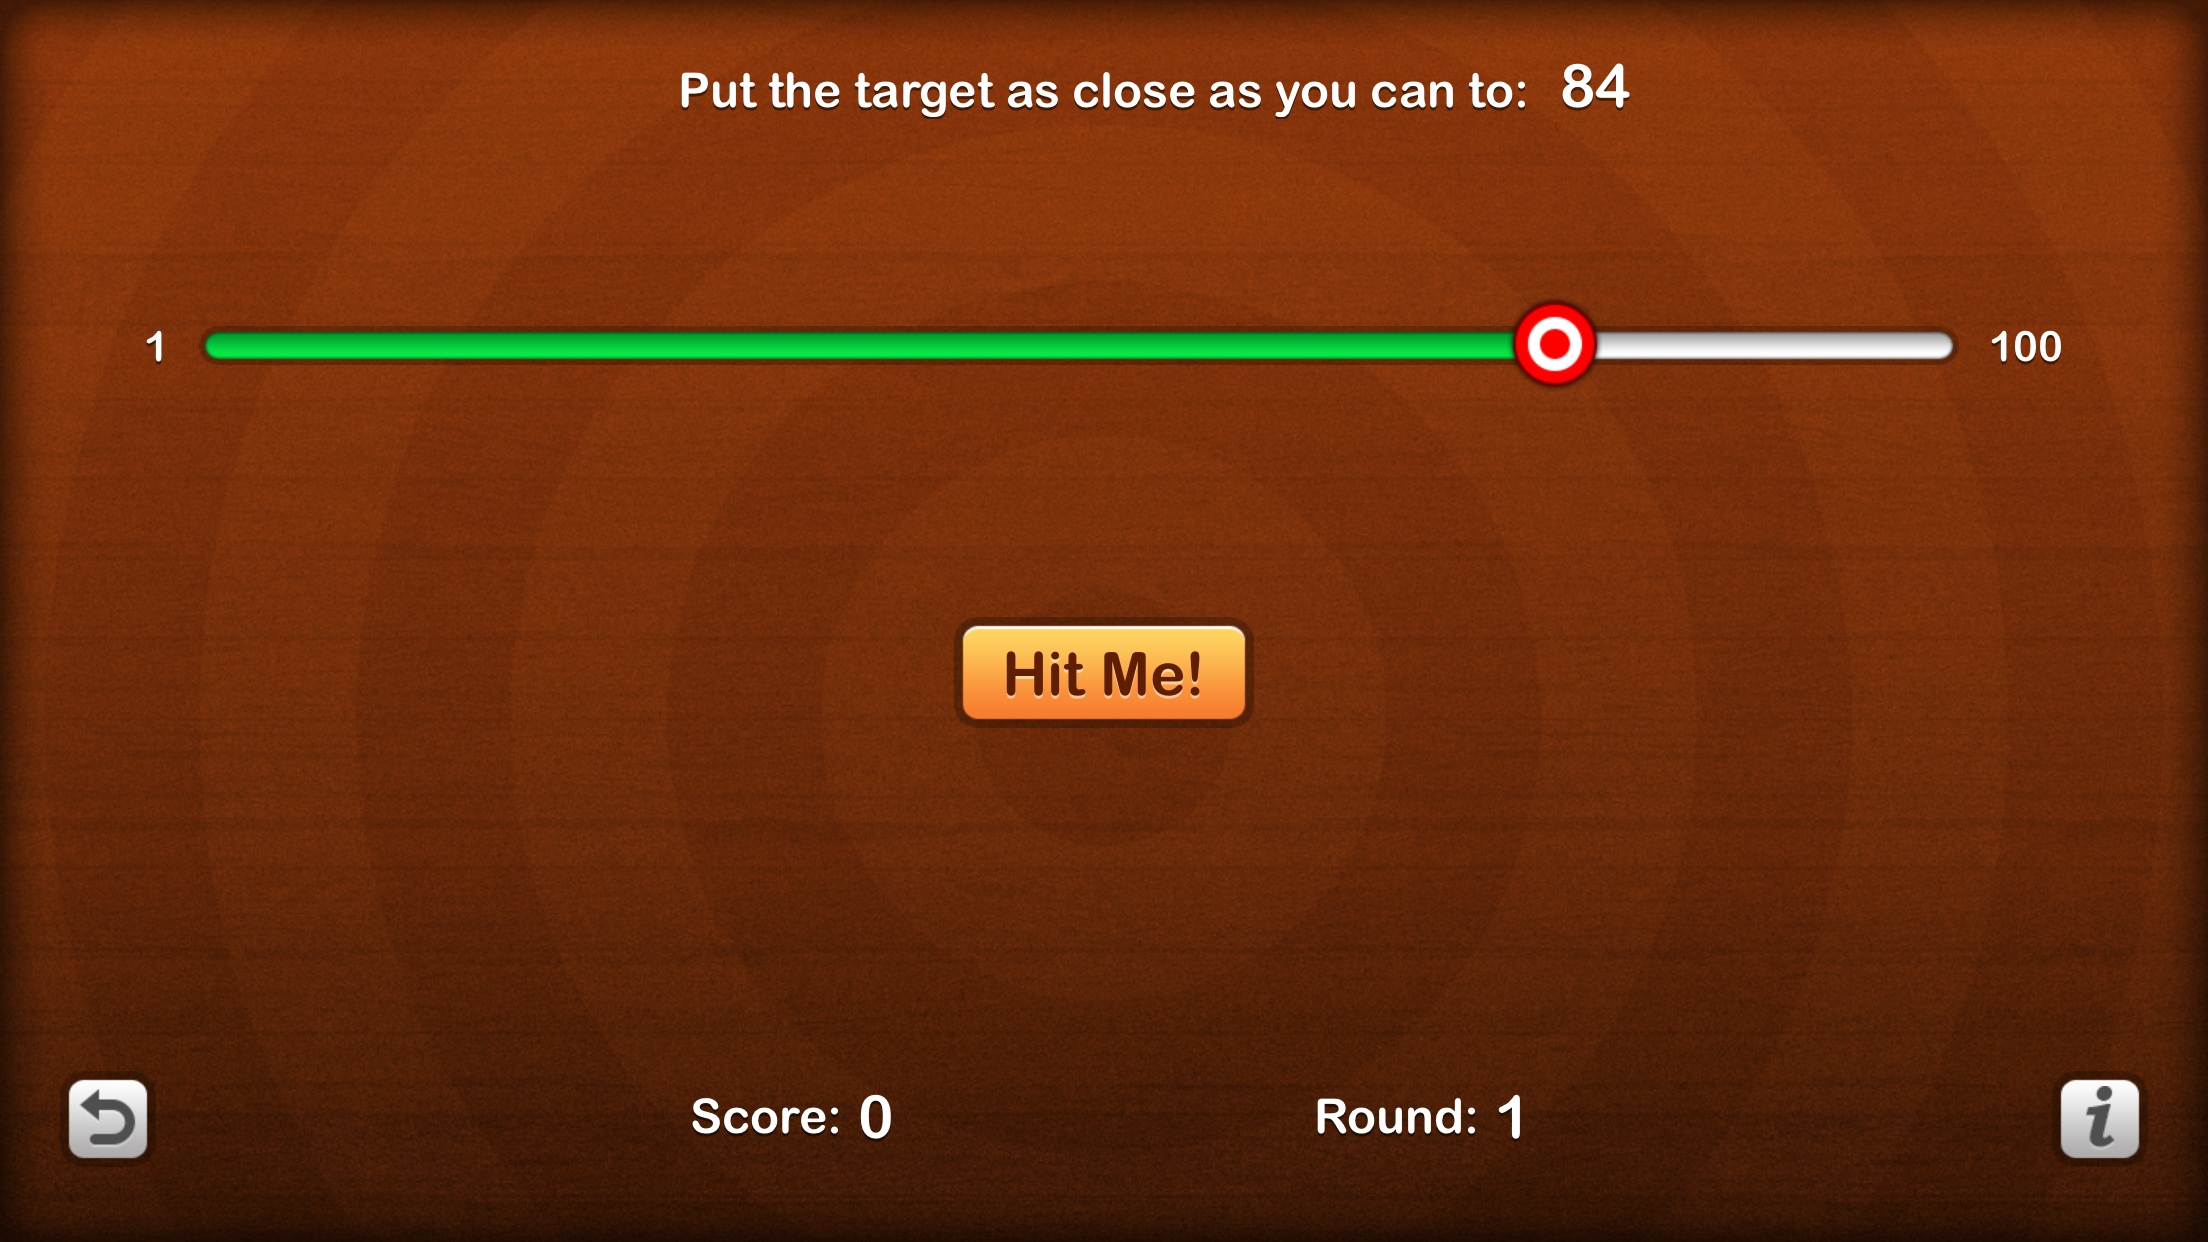 Put the target as close as you can to: 84
1 100
Hit Me!
Score: 0 Round: 1 i